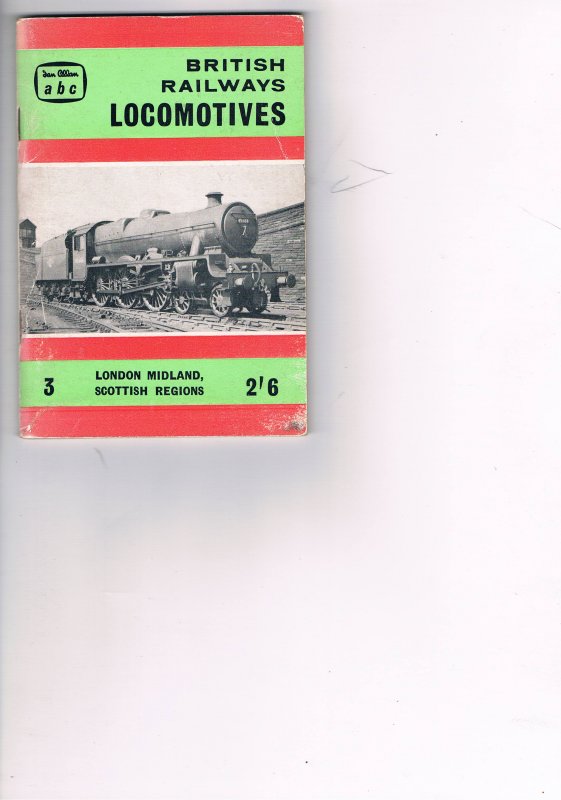 Ian Allan
abc
BRITISH
RAILWAYS
LOCOMOTIVES
3
LONDON MIDLAND,
SCOTTISH REGIONS
2'6